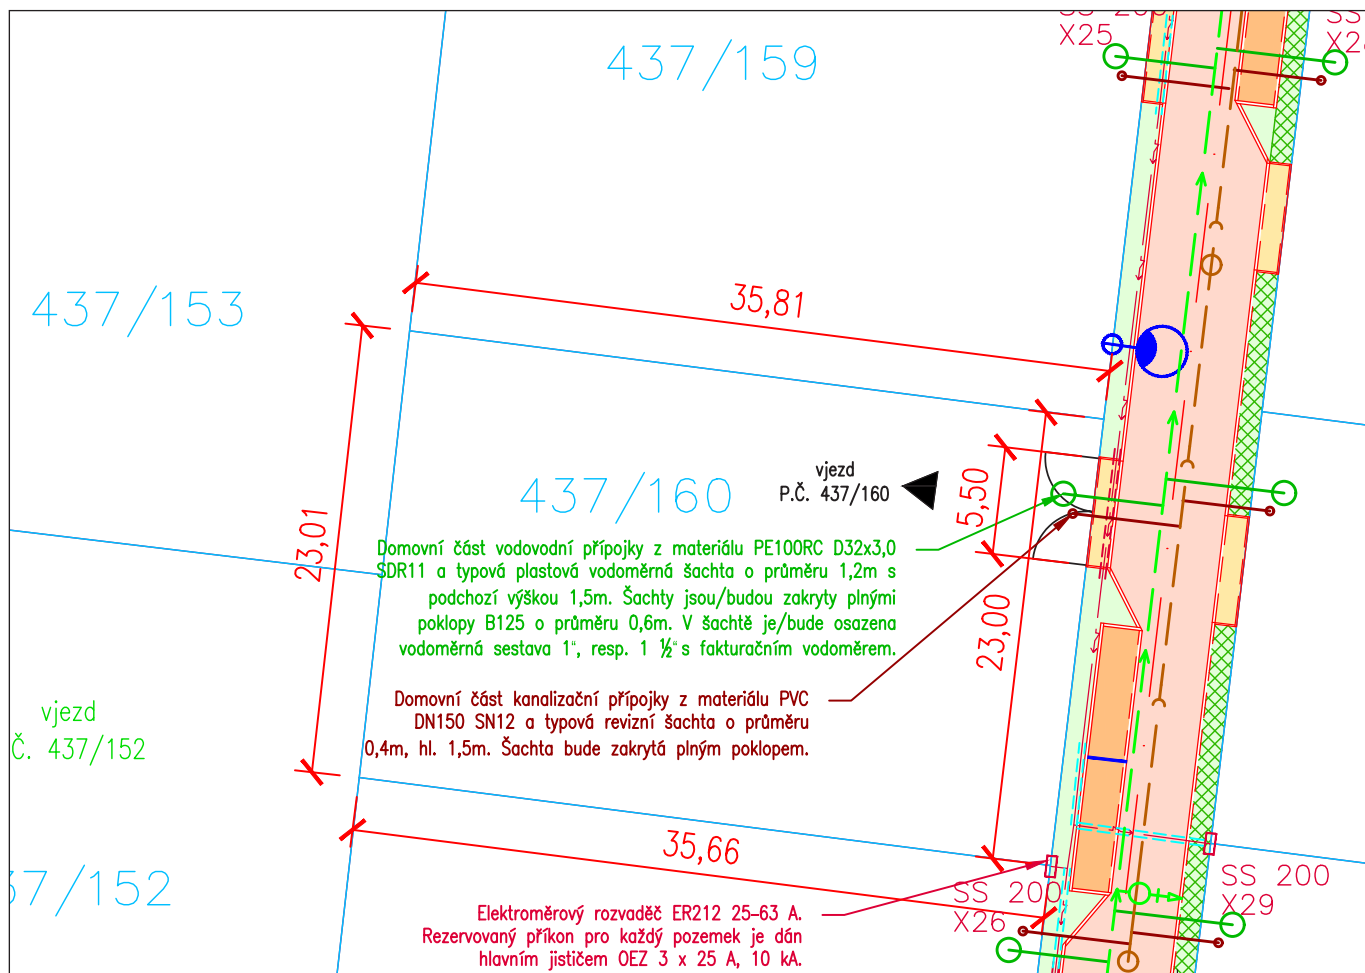 437/159
X25
437/153
35,81
437/160
vjezd
P.Č. 437/160
5,50
23,01
Domovní část vodovodní přípojky z materiálu PE100RC D32x3,0
SDR11 a typová plastová vodoměrná šachta o průměru 1,2m s
podchozí výškou 1,5m. Šachty jsou/budou zakryty plnými
poklopy B125 o průměru 0,6m. V šachtě je/bude osazena
vodoměrná sestava 1", resp. 1 ½" s fakturačním vodoměrem.
23,00
Domovní část kanalizační přípojky z materiálu PVC
DN150 SN12 a typová revizní šachta o průměru
0,4m, hl. 1,5m. Šachta bude zakrytá plným poklopem.
vjezd
Č. 437/152
35,66
37/152
SS 200
X26
SS 200
X29
Elektroměrový rozvaděč ER212 25-63 A.
Rezervovaný příkon pro každý pozemek je dán
hlavním jističem OEZ 3 x 25 A, 10 kA.